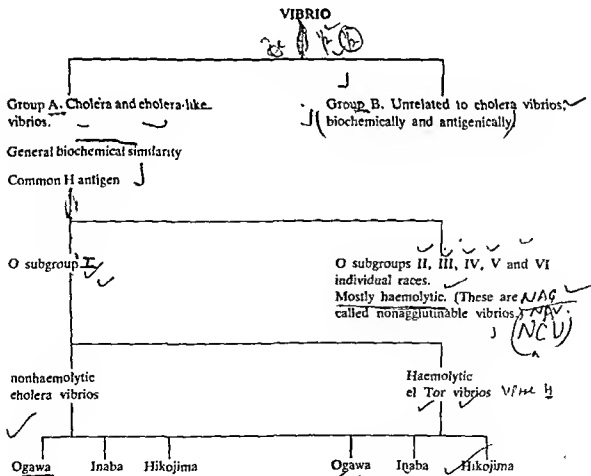 VIBRIO
Group A. Cholera and cholera-like
vibrios.
Group B. Unrelated to cholera vibrios,
biochemically and antigenically
General biochemical similarity
Common H antigen
O subgroup I
O subgroups II, III, IV, V and VI
individual races.
Mostly haemolytic. (These are NAG
called nonagglutinable vibrios.) NAV.
(NCV)
nonhaemolytic
cholera vibrios
Haemolytic
el Tor vibrios
Ogawa Inaba Hikojima Ogawa Inaba Hikojima